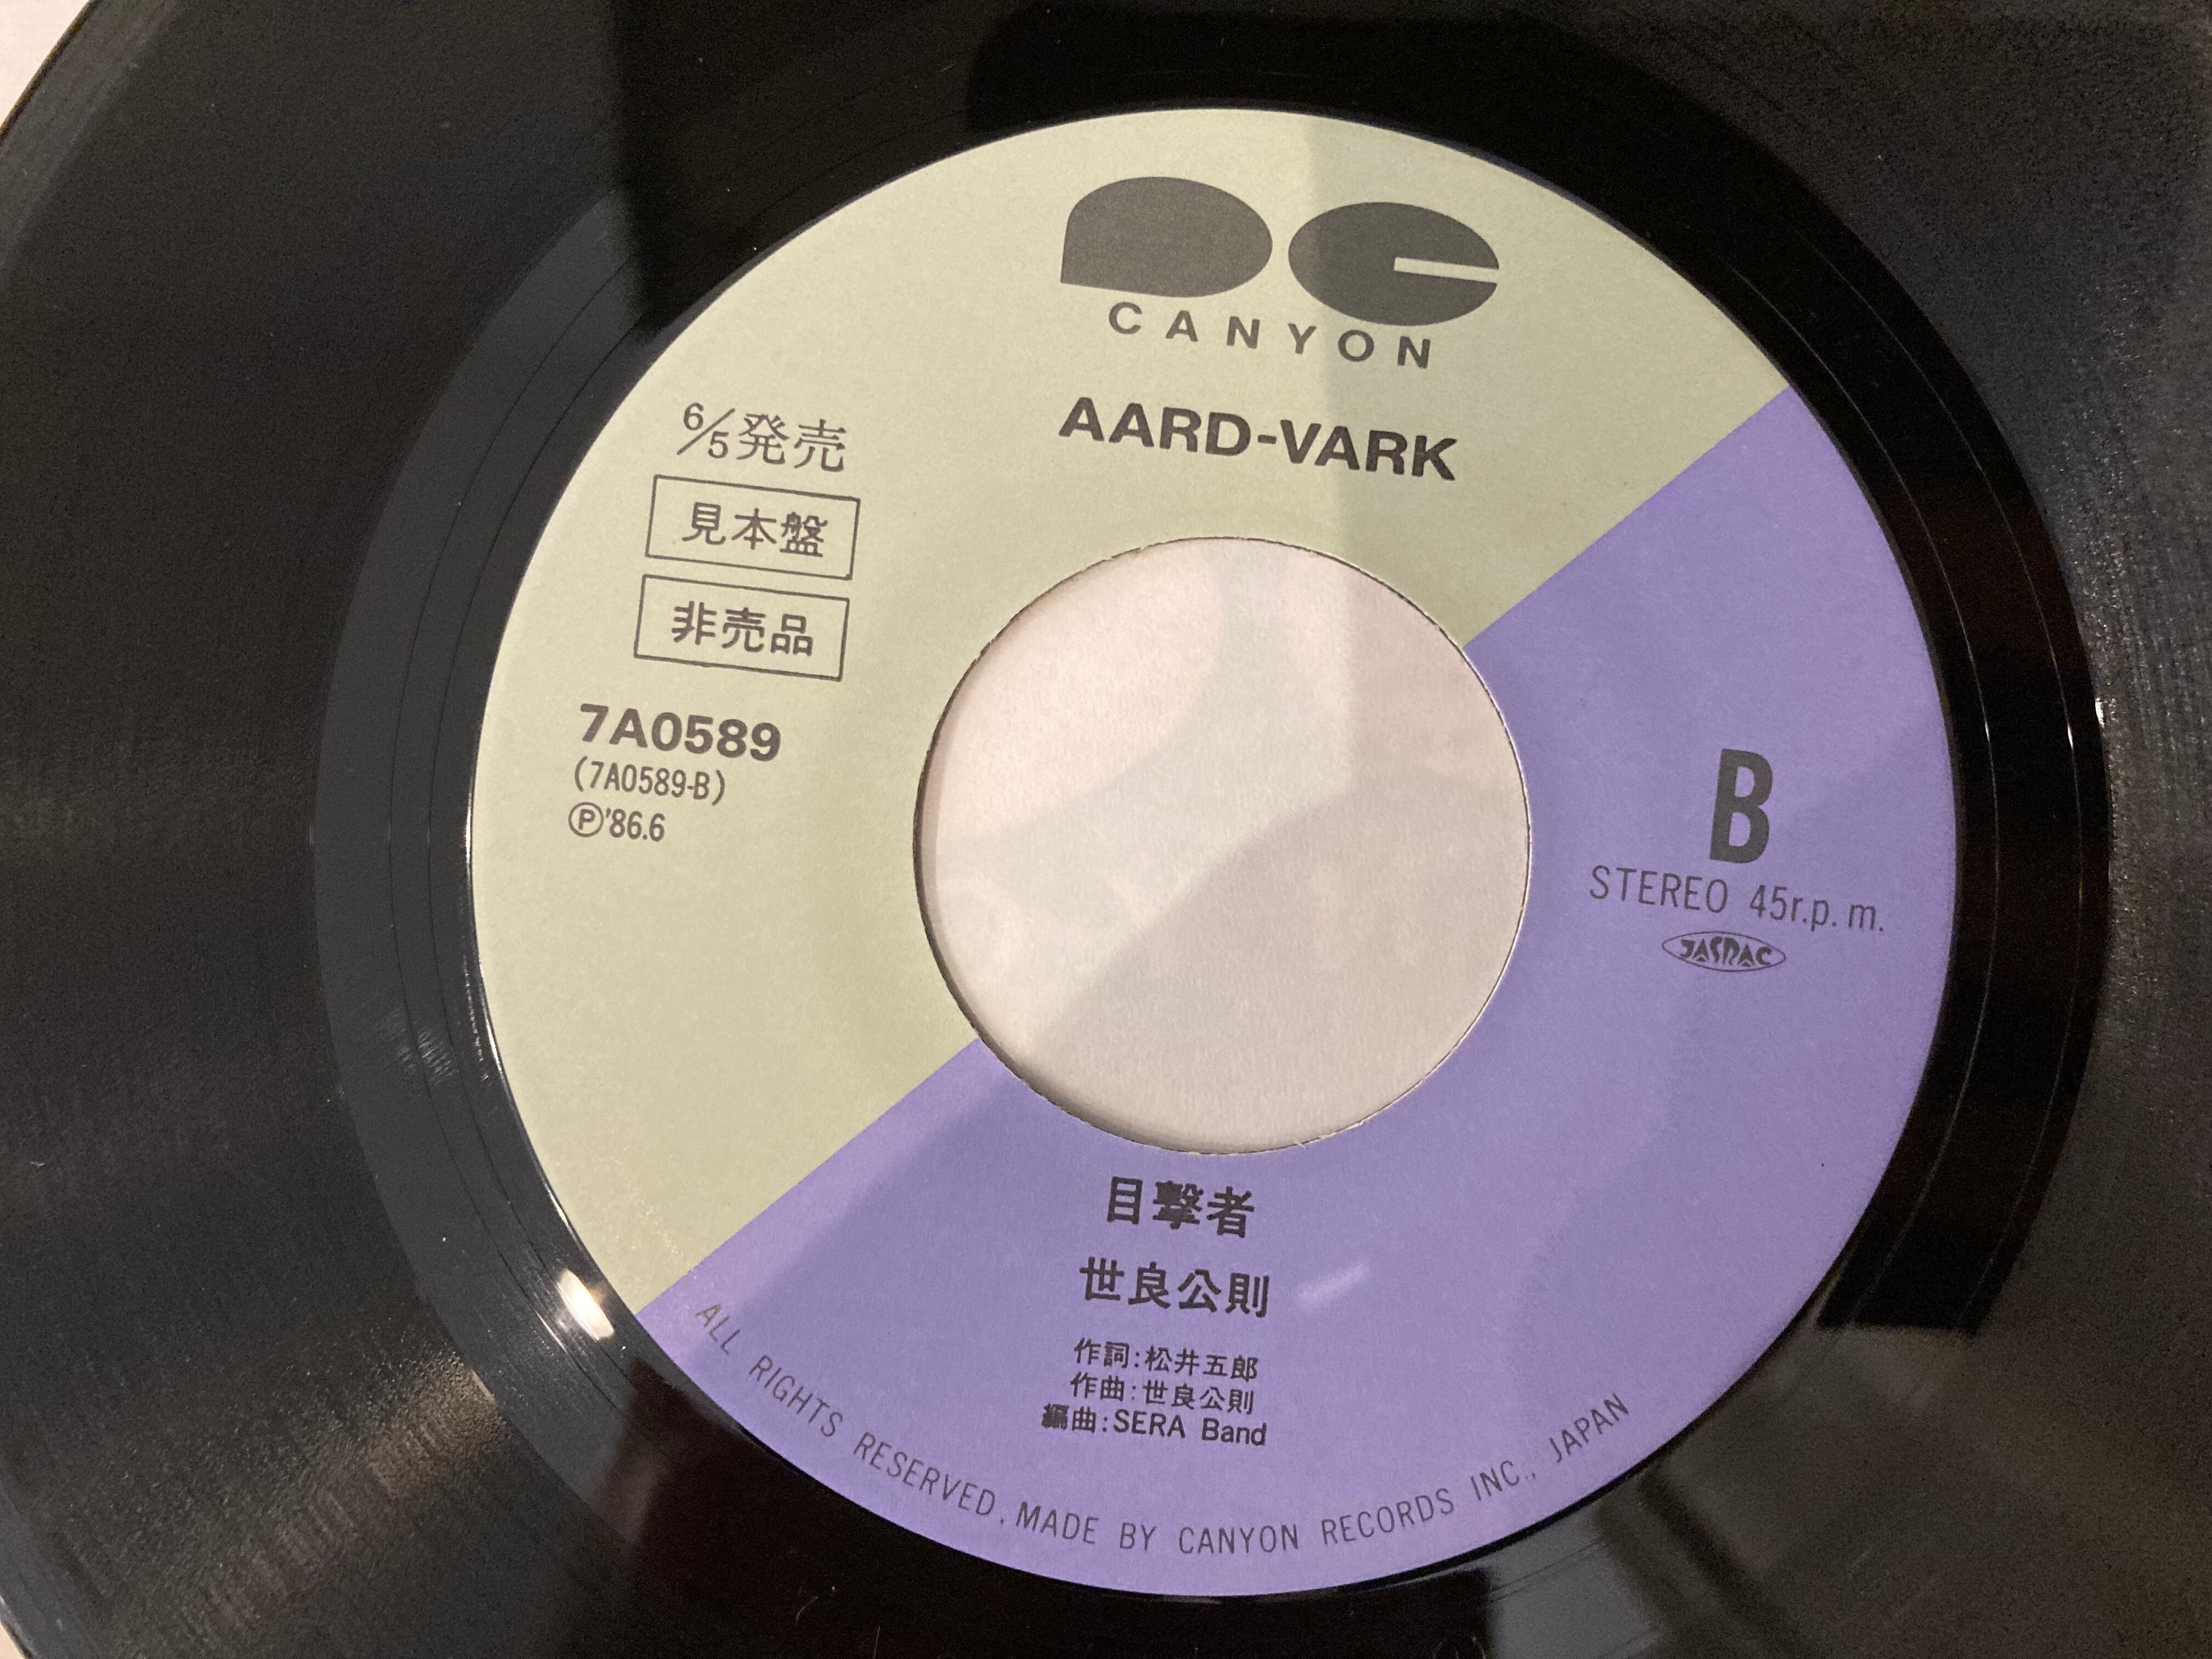 CANYON
AARD-VARK
6/5発売
見本盤
非売品
7A0589
(7A0589-B)
Ⓟ'86.6
B
STEREO 45r.p.m.
JASRAC
目撃者
世良公則
作詞:松井五郎
作曲:世良公則
編曲:SERA Band
ALL RIGHTS RESERVED. MADE BY CANYON RECORDS INC., JAPAN